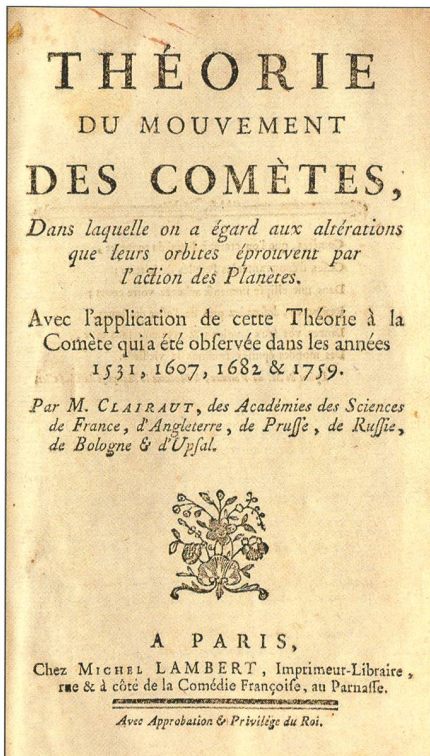 THÉORIE
DU MOUVEMENT
DES COMÈTES,
Dans laquelle on a égard aux altérations
que leurs orbites éprouvent par
l'action des Planètes.
Avec l'application de cette Théorie à la
Comète qui a été obſervée dans les années
1531, 1607, 1682 & 1759.
Par M. CLAIRAUT, des Académies des Sciences
de France, d'Angleterre, de Pruſſe, de Ruſſie,
de Bologne & d'Upſal.
A PARIS,
Chez MICHEL LAMBERT, Imprimeur-Libraire,
rue & à côté de la Comédie Françoiſe, au Parnaſſe.
Avec Approbation & Privilége du Roi.